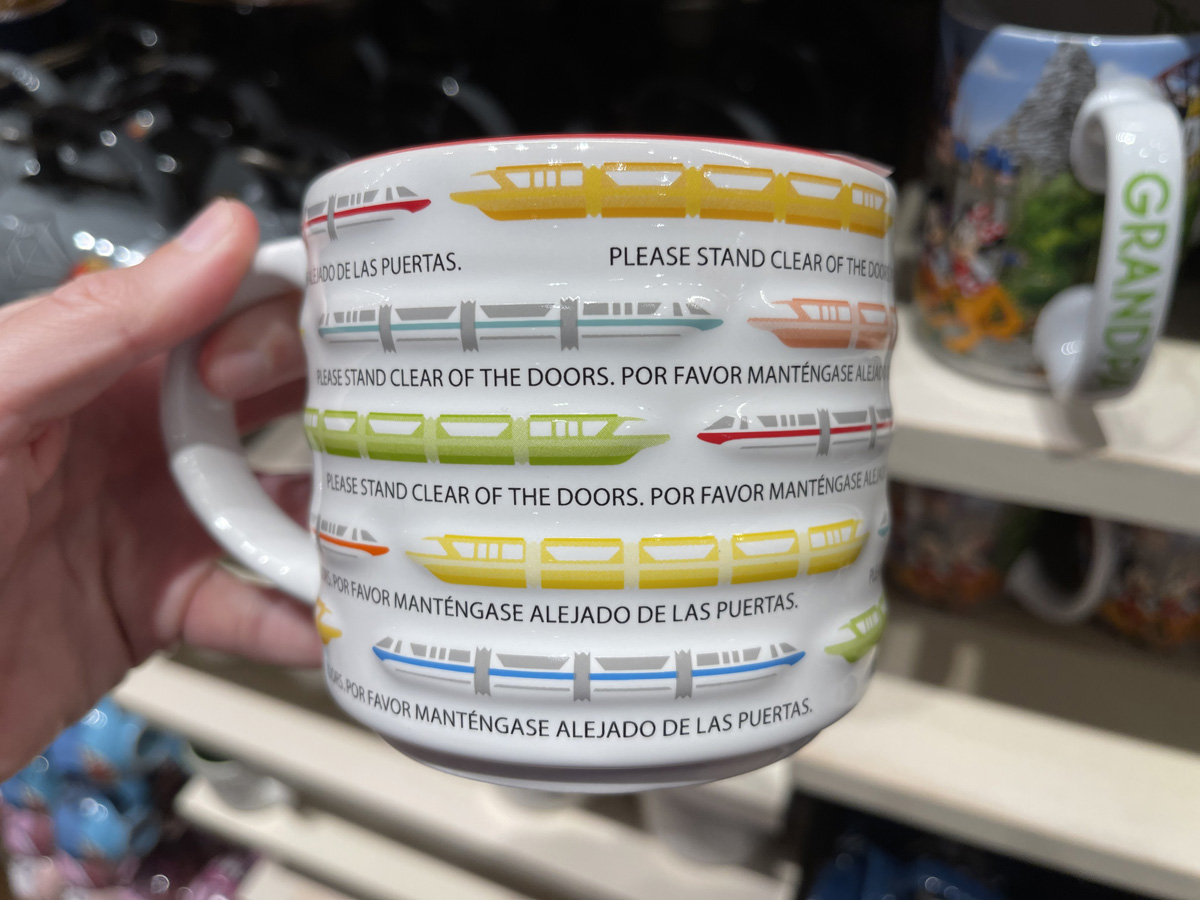 DE LAS PUERTAS.
PLEASE STAND CLEAR OF THE
PLEASE STAND CLEAR OF THE DOORS. POR FAVOR MANTÉNGASE
PLEASE STAND CLEAR OF THE DOORS. POR FAVOR MANTÉNGASE
POR FAVOR MANTÉNGASE ALEJADO DE LAS PUERTAS.
POR FAVOR MANTÉNGASE ALEJADO DE LAS PUERTAS.